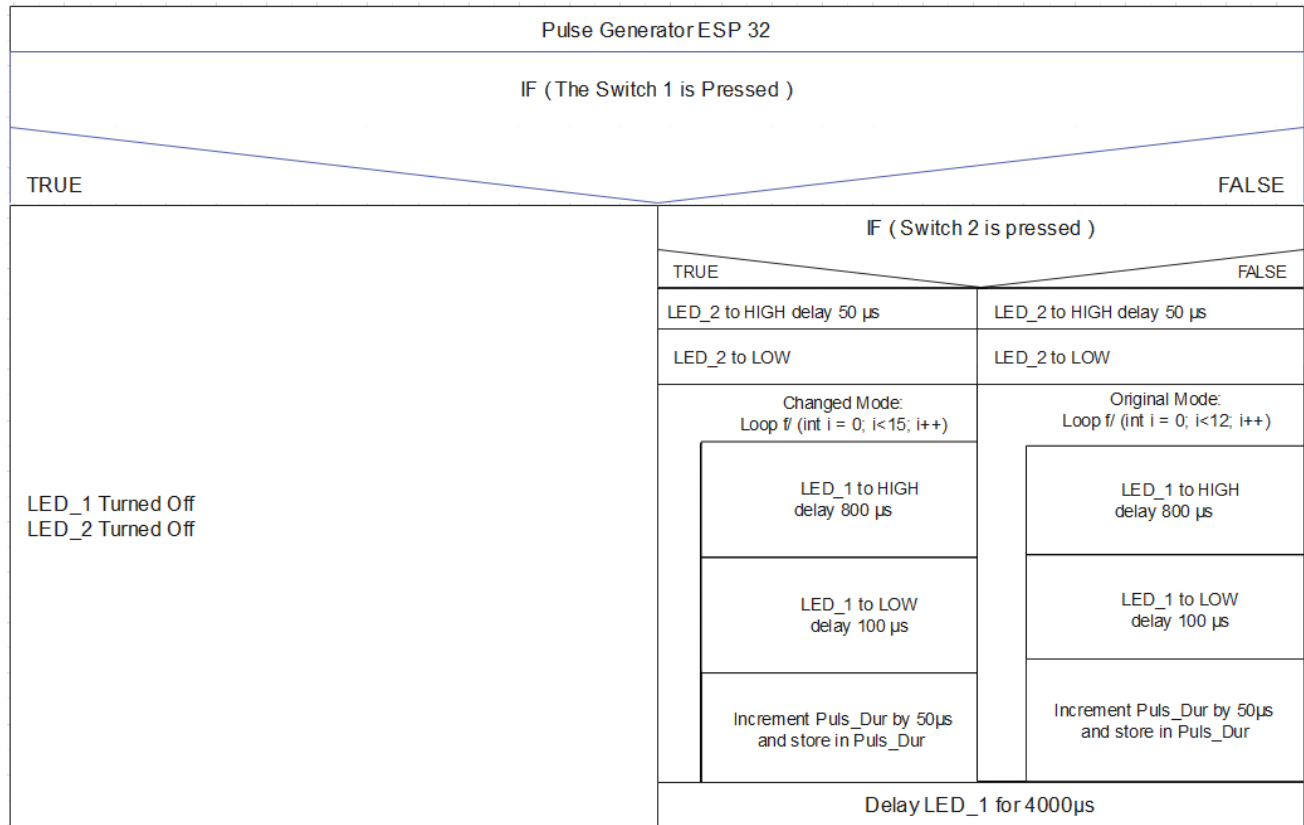 Pulse Generator ESP 32
IF ( The Switch 1 is Pressed )
TRUE
FALSE
LED_1 Turned Off
LED_2 Turned Off
IF ( Switch 2 is pressed )
TRUE
FALSE
LED_2 to HIGH delay 50 µs
LED_2 to LOW
Changed Mode:
Loop f/ (int i = 0; i<15; i++)
LED_1 to HIGH
delay 800 µs
LED_1 to LOW
delay 100 µs
Increment Puls_Dur by 50µs
and store in Puls_Dur
LED_2 to HIGH delay 50 µs
LED_2 to LOW
Original Mode:
Loop f/ (int i = 0; i<12; i++)
LED_1 to HIGH
delay 800 µs
LED_1 to LOW
delay 100 µs
Increment Puls_Dur by 50µs
and store in Puls_Dur
Delay LED_1 for 4000µs